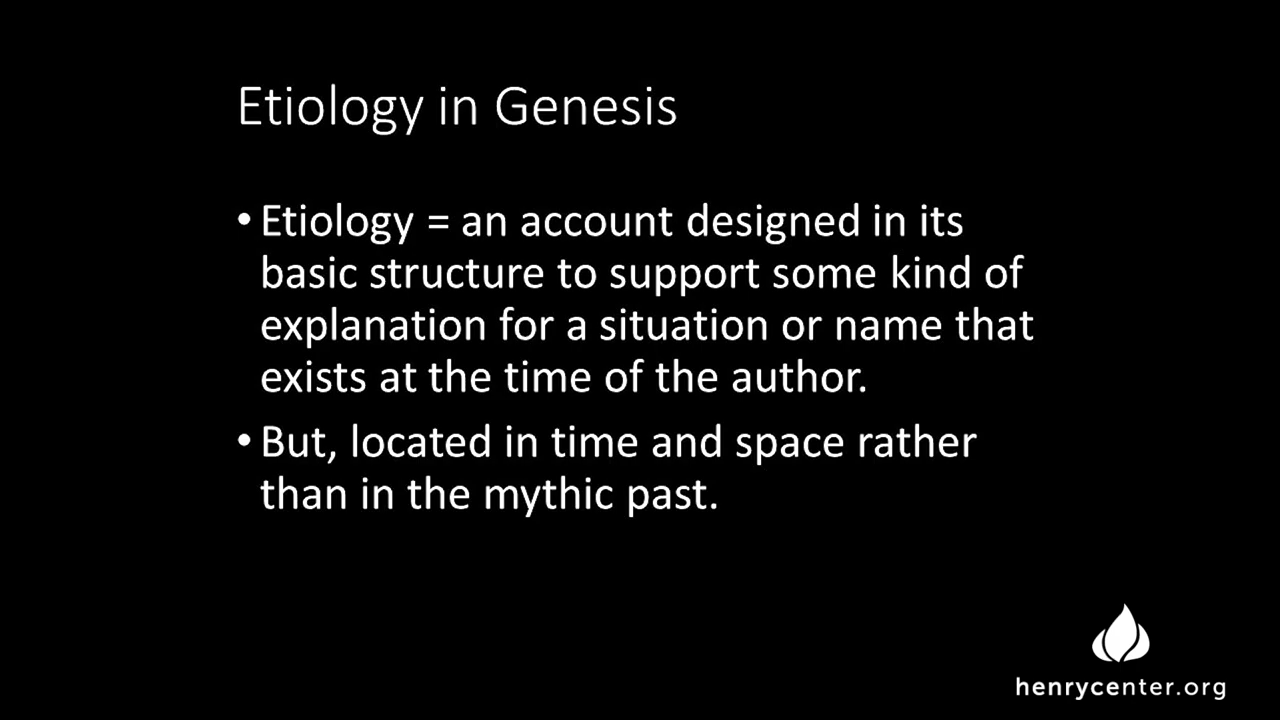 Etiology in Genesis
• Etiology = an account designed in its
basic structure to support some kind of
explanation for a situation or name that
exists at the time of the author.
• But, located in time and space rather
than in the mythic past.
henrycenter.org